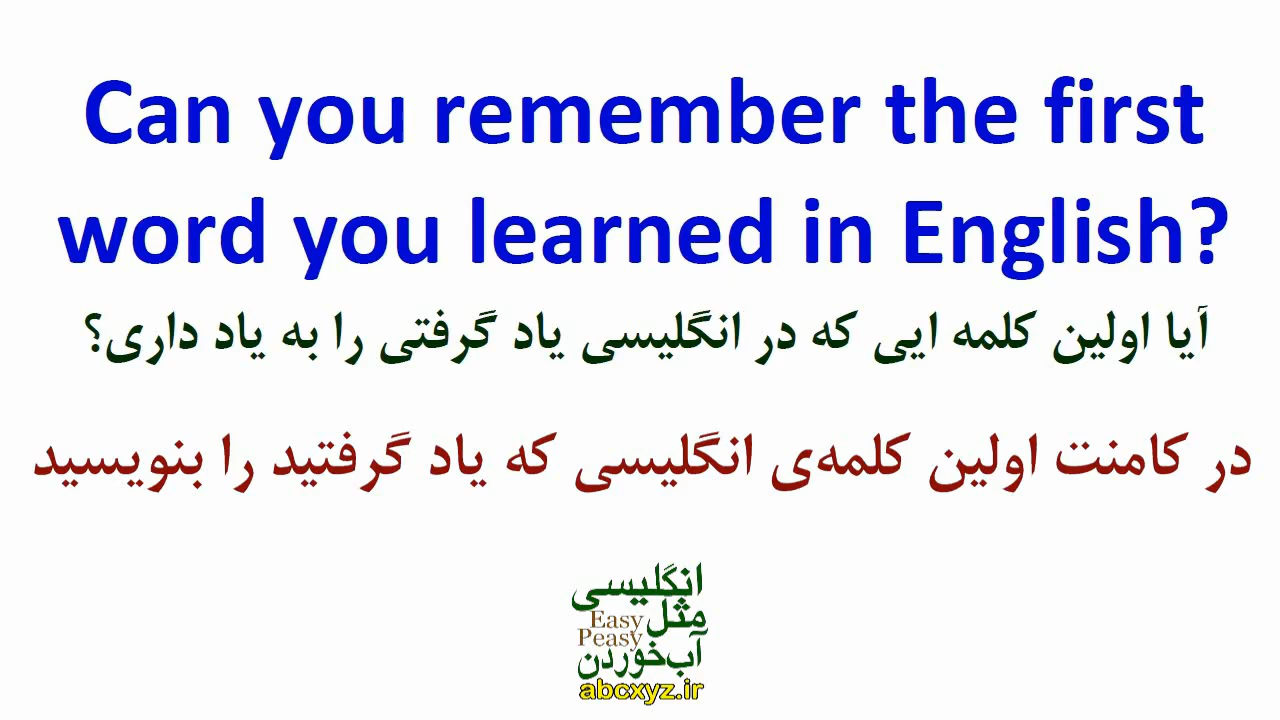 Can you remember the first
word you learned in English?
آیا اولین کلمه ایی که در انگلیسی یاد گرفتی را به یاد داری؟
در کامنت اولین کلمه‌ی انگلیسی که یاد گرفتید را بنویسید
انگلیسی
مثل
Easy
Peasy
آب‌خوردن
abcxyz.ir